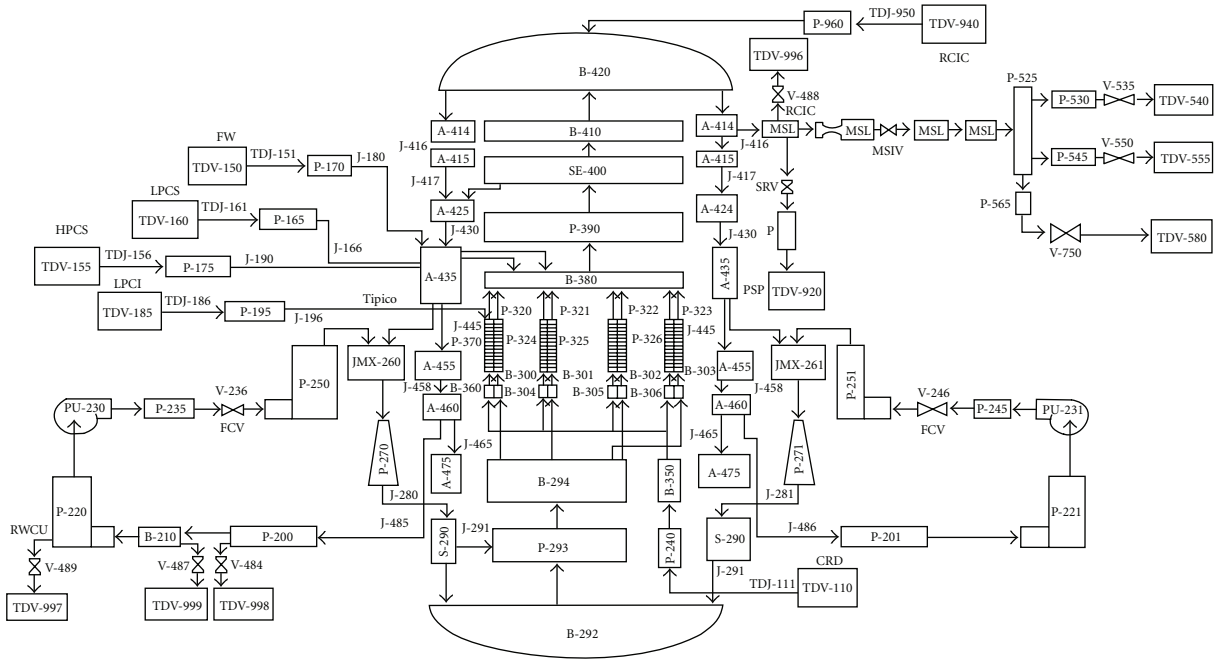 TDJ-950
P-960
TDV-940
RCIC
B-420
TDV-996
V-488
RCIC
P-525
V-535
P-530
TDV-540
A-414
B-410
A-414
MSL
MSL
MSL
MSL
J-416
J-416
MSIV
V-550
P-545
TDV-555
FW
TDJ-151
J-180
TDV-150
P-170
A-415
SE-400
A-415
J-417
J-417
SRV
P-565
LPCS
TDJ-161
TDV-160
P-165
A-425
P-390
A-424
P
J-430
J-430
TDV-580
V-750
HPCS
TDJ-156
J-166
TDV-155
P-175
J-190
A-435
B-380
A-435
PSP
TDV-920
LPCI
TDJ-186
Tipico
TDV-185
P-195
J-196
P-320
P-321
P-322
P-323
J-445
J-445
P-324
P-325
P-326
P-370
JMX-260
A-455
A-455
JMX-261
P-250
P-251
B-300
B-301
B-302
B-303
J-458
B-360
B-304
B-305
B-306
J-458
V-236
V-246
PU-230
P-235
FCV
A-460
A-460
FCV
P-245
PU-231
J-465
J-465
P-270
A-475
B-294
B-350
A-475
P-271
J-280
J-281
P-220
P-221
RWCU
B-210
P-200
J-485
S-290
J-291
P-293
P-240
S-290
J-486
P-201
V-489
V-487
V-484
J-291
CRD
TDJ-111
TDV-110
TDV-997
TDV-999
TDV-998
B-292